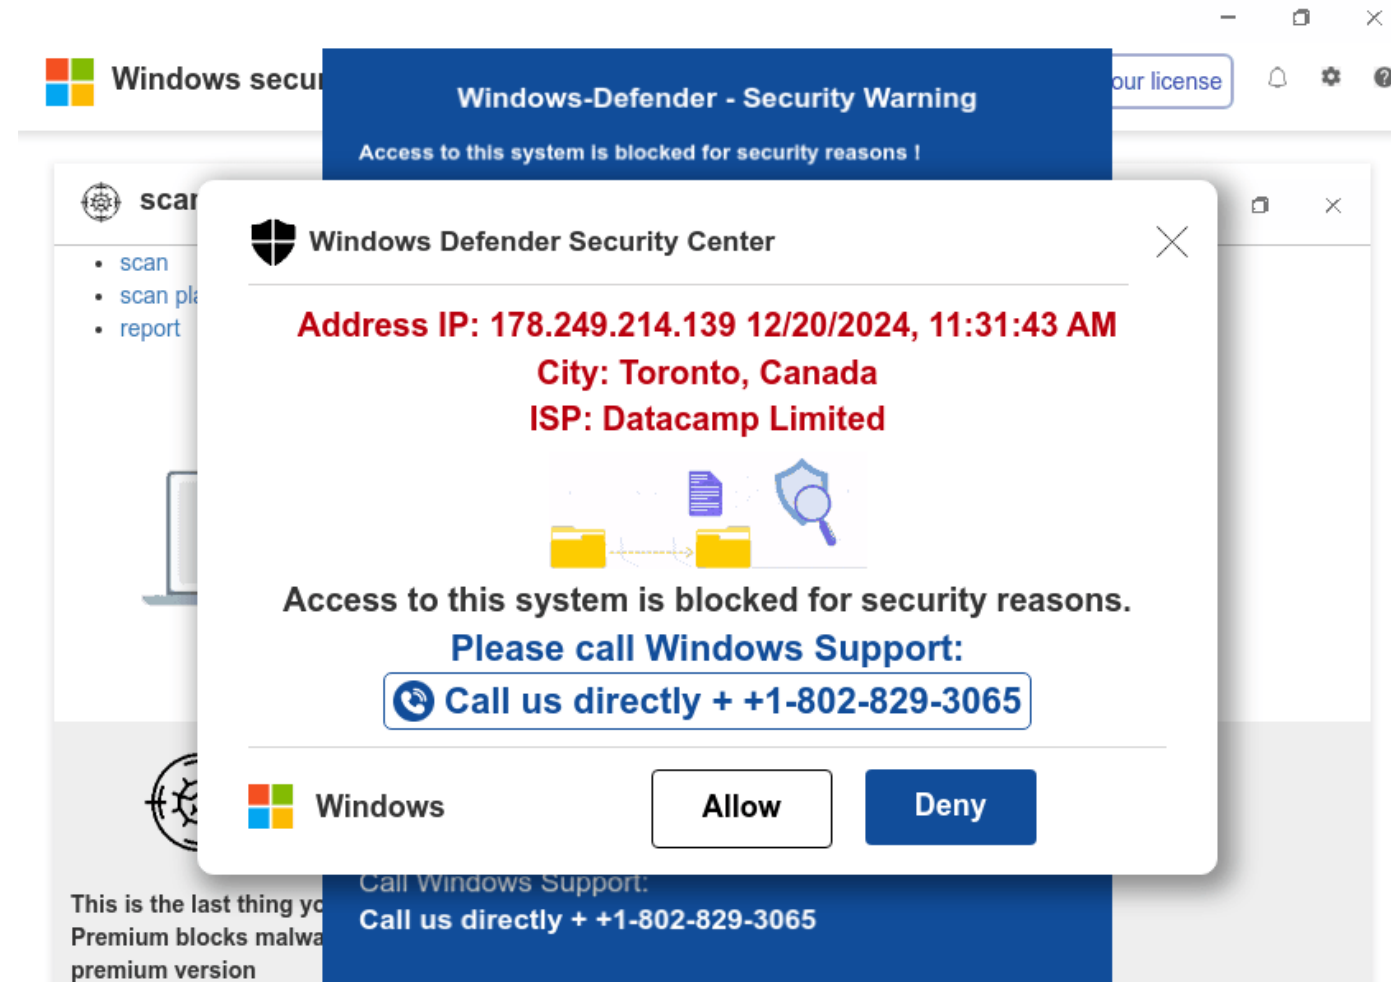 Windows secu
our license
Windows-Defender - Security Warning
Access to this system is blocked for security reasons !
scan
Windows Defender Security Center
scan
scan pla
report
Address IP: 178.249.214.139 12/20/2024, 11:31:43 AM
City: Toronto, Canada
ISP: Datacamp Limited
Access to this system is blocked for security reasons.
Please call Windows Support:
Call us directly + +1-802-829-3065
Windows
Allow
Deny
Call Windows Support:
Call us directly + +1-802-829-3065
This is the last thing yo
Premium blocks malwa
premium version